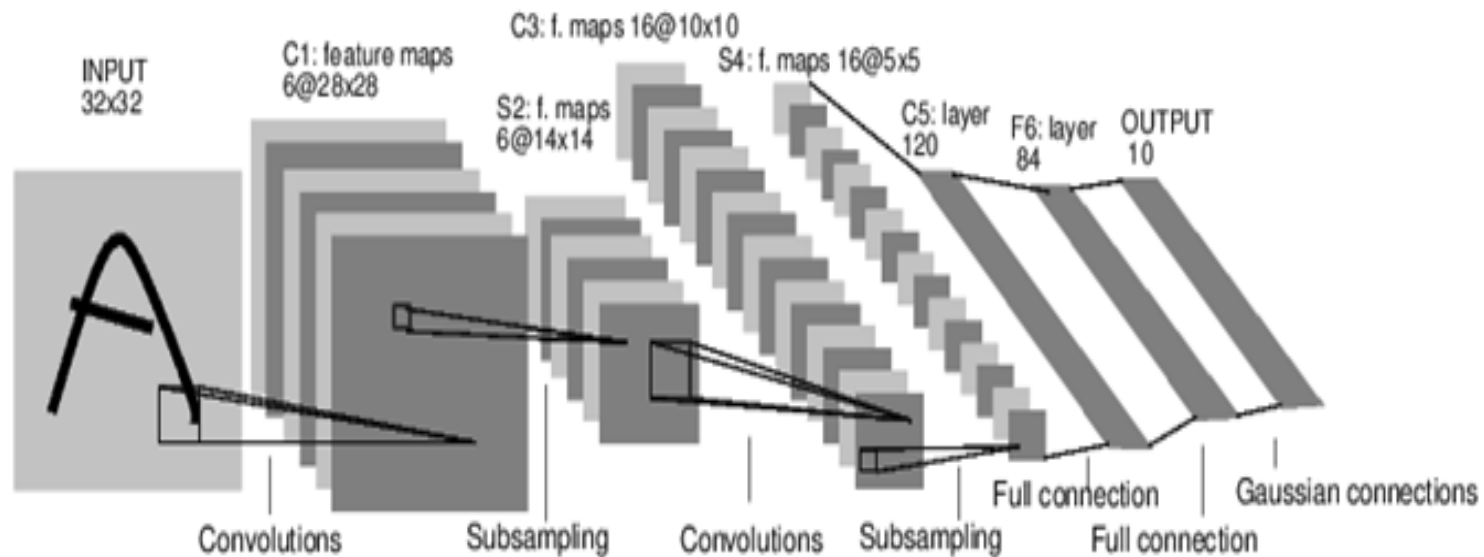 INPUT
32x32
C1: feature maps
6@28x28
S2: f. maps
6@14x14
C3: f. maps 16@10x10
S4: f. maps 16@5x5
C5: layer
120
F6: layer
84
OUTPUT
10
Convolutions
Subsampling
Convolutions
Subsampling
Full connection
Full connection
Gaussian connections